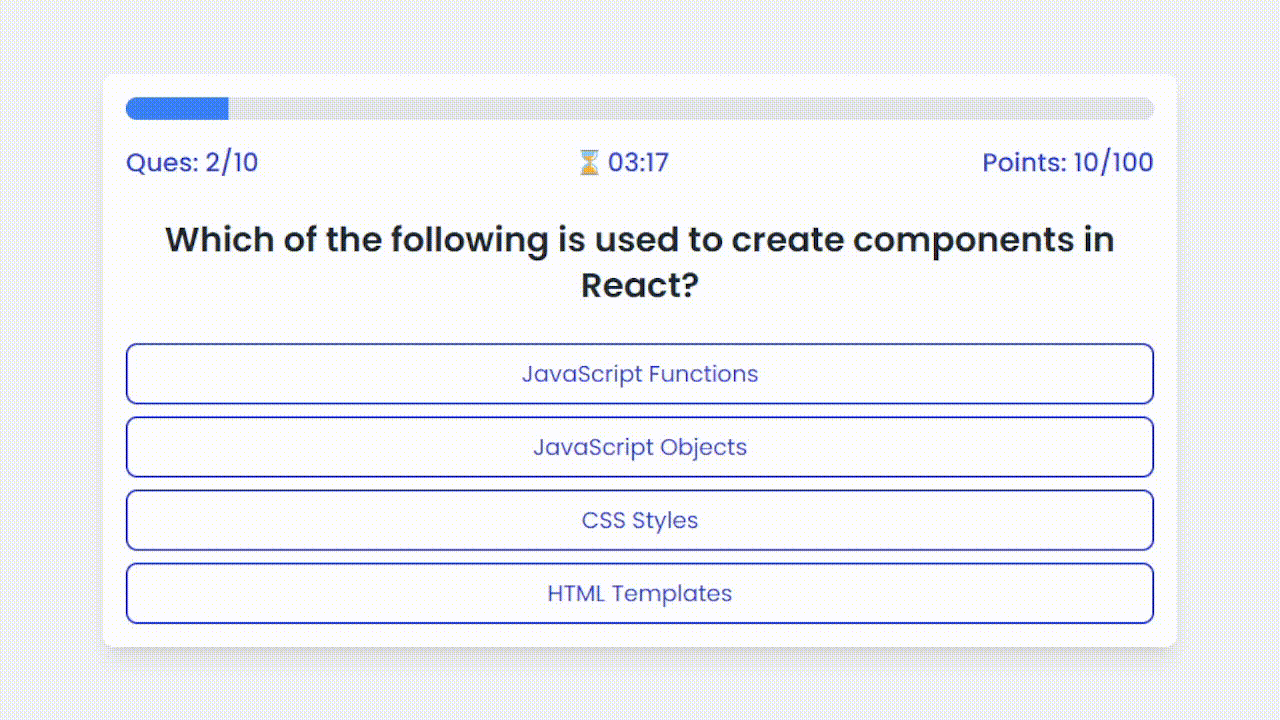 Ques: 2/10
⏳ 03:17
Points: 10/100
Which of the following is used to create components in
React?
JavaScript Functions
JavaScript Objects
CSS Styles
HTML Templates